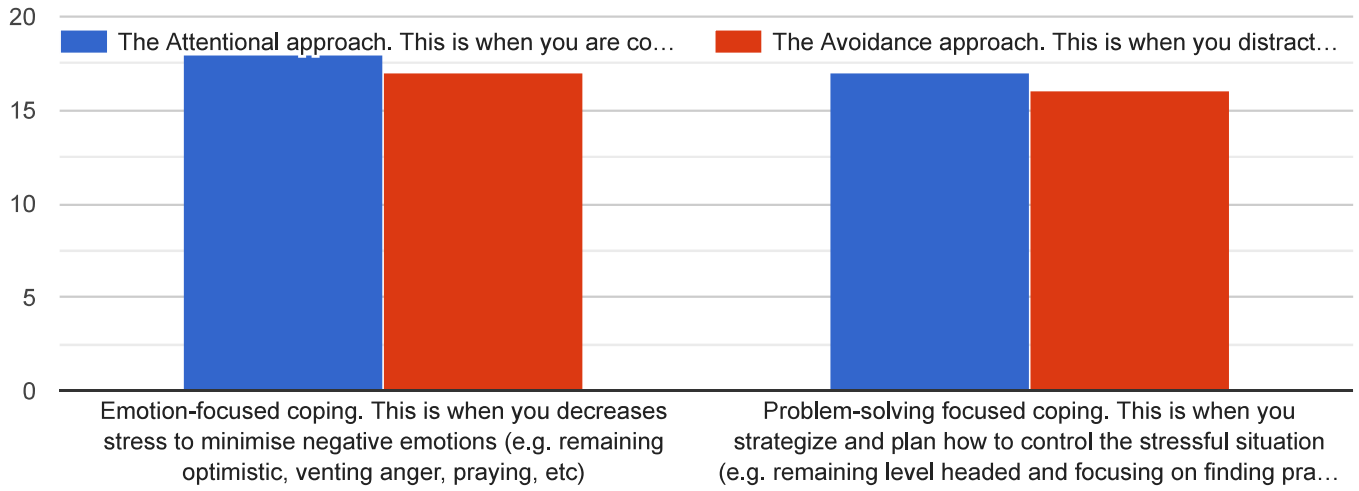 20
The Attentional approach. This is when you are co…
The Avoidance approach. This is when you distract…
15
10
5
0
Emotion-focused coping. This is when you decreases
stress to minimise negative emotions (e.g. remaining
optimistic, venting anger, praying, etc)
Problem-solving focused coping. This is when you
strategize and plan how to control the stressful situation
(e.g. remaining level headed and focusing on finding pra…